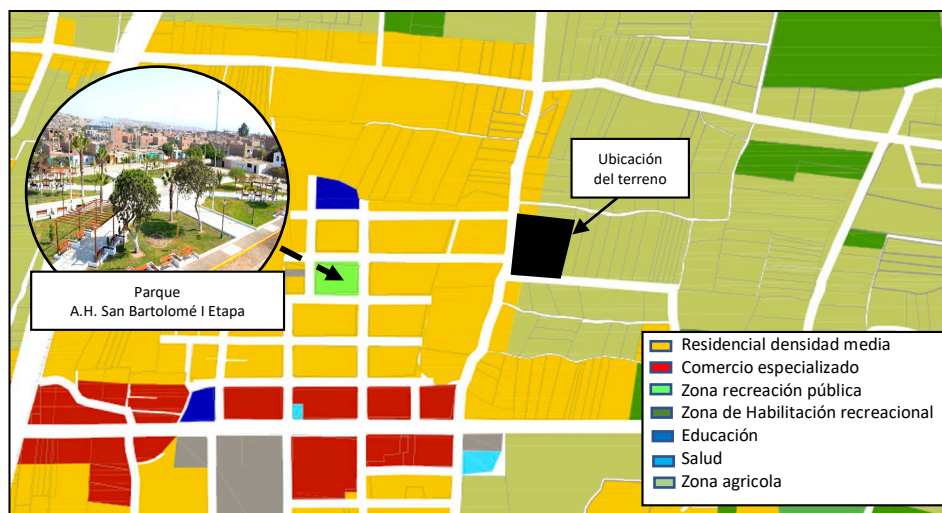 Ubicación
del terreno
Parque
A.H. San Bartolomé I Etapa
Residencial densidad media
Comercio especializado
Zona recreación pública
Zona de Habilitación recreacional
Educación
Salud
Zona agricola